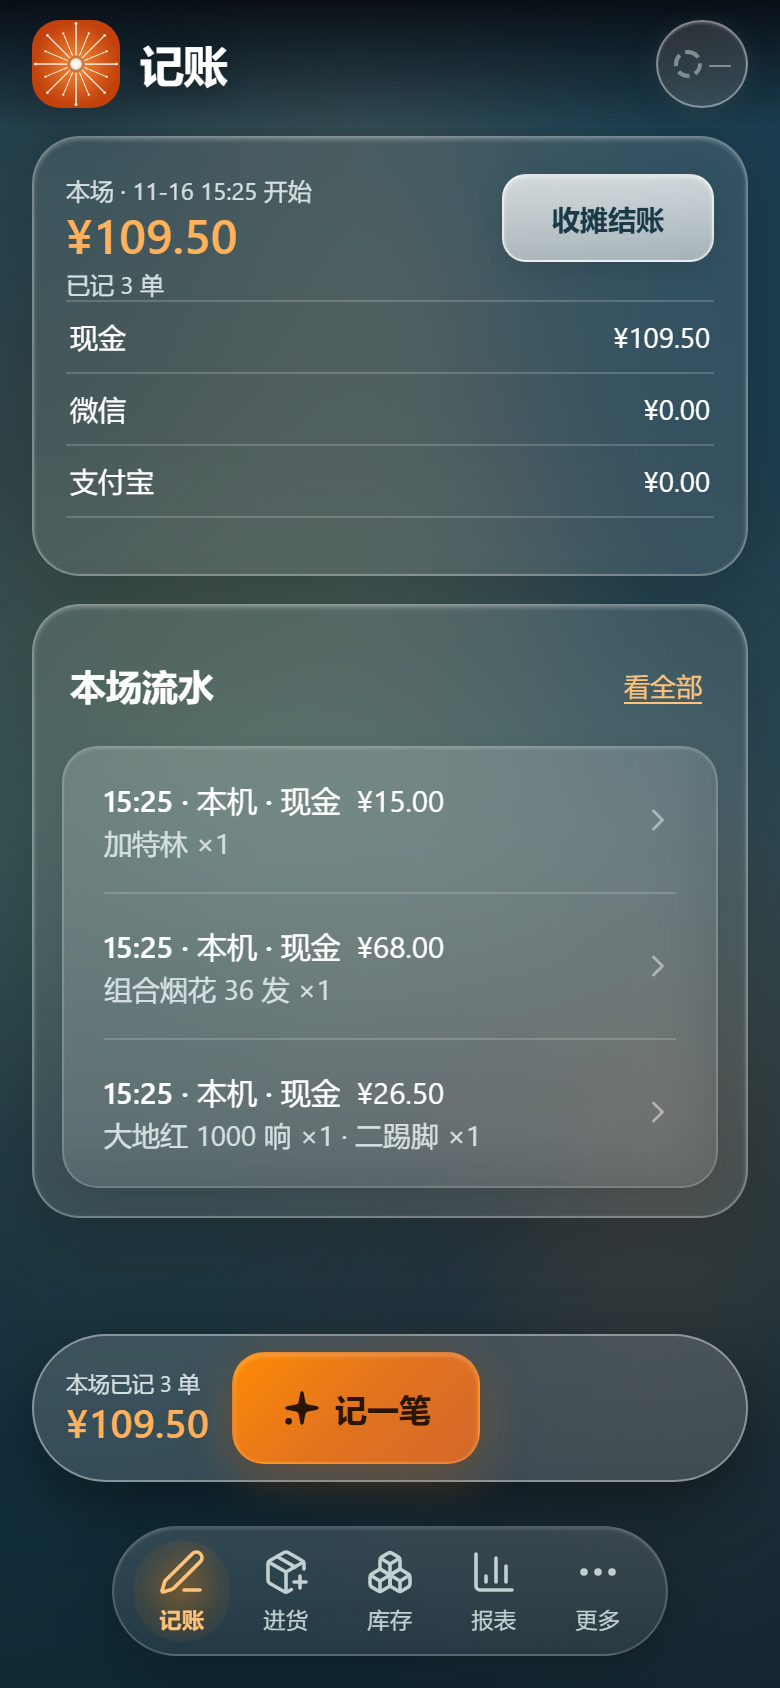 记账
本场 · 11-16 15:25 开始
¥109.50
已记 3 单
收摊结账
现金 ¥109.50
微信 ¥0.00
支付宝 ¥0.00
本场流水 看全部
15:25 · 本机 · 现金 ¥15.00
加特林 ×1
15:25 · 本机 · 现金 ¥68.00
组合烟花 36 发 ×1
15:25 · 本机 · 现金 ¥26.50
大地红 1000 响 ×1 · 二踢脚 ×1
本场已记 3 单
¥109.50
记一笔
记账 进货 库存 报表 更多